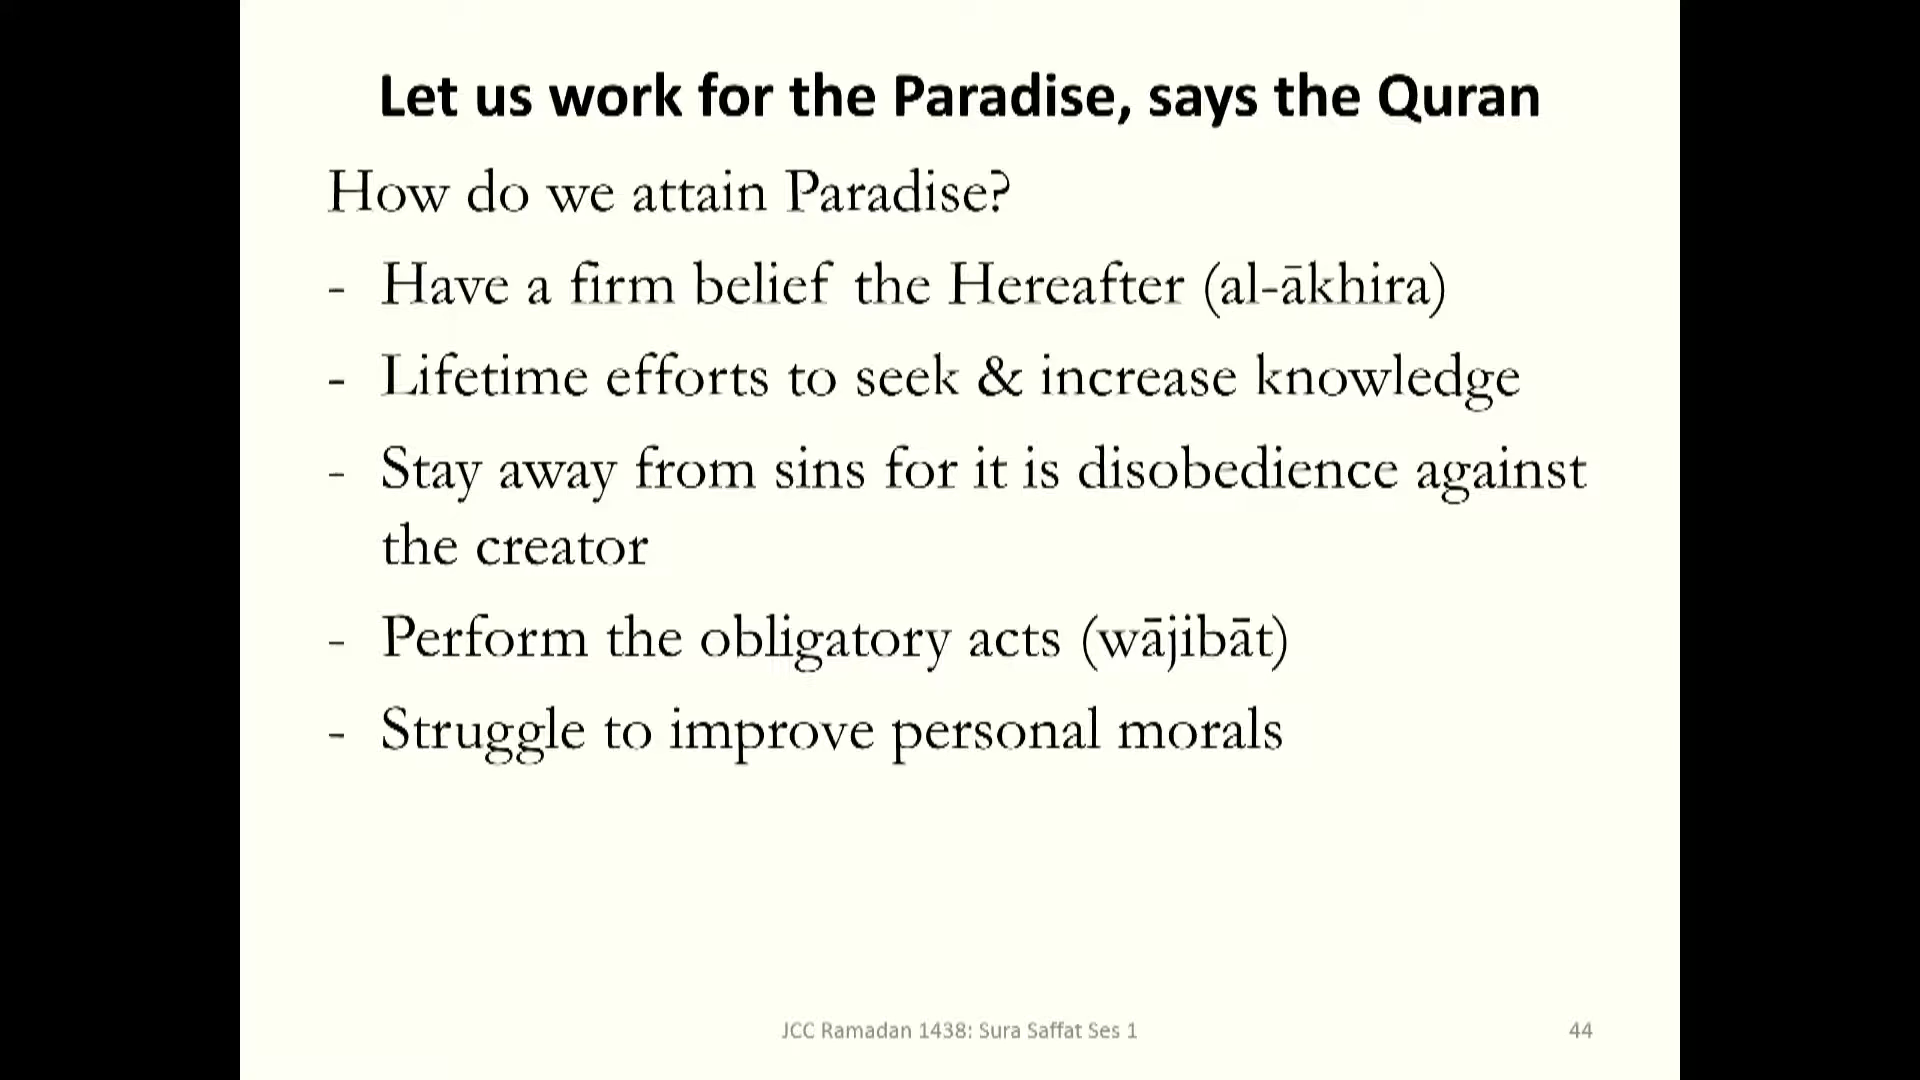 Let us work for the Paradise, says the Quran
How do we attain Paradise?
- Have a firm belief the Hereafter (al-ākhira)
- Lifetime efforts to seek & increase knowledge
- Stay away from sins for it is disobedience against
the creator
- Perform the obligatory acts (wājibāt)
- Struggle to improve personal morals
JCC Ramadan 1438: Sura Saffat Ses 1
44